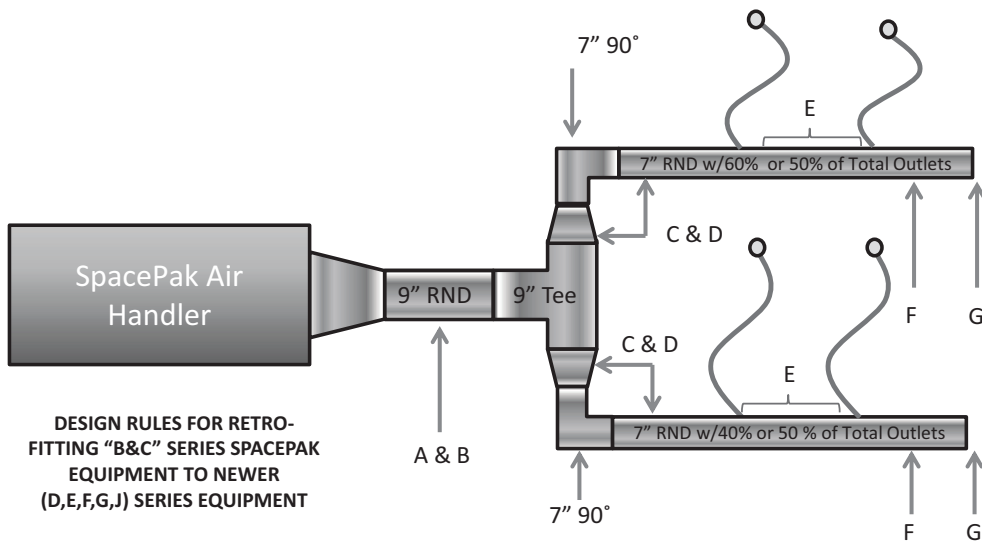 7” 90˚
E
7” RND w/60% or 50% of Total Outlets
C & D
F
G
SpacePak Air
Handler
9” RND
9” Tee
C & D
E
7” RND w/40% or 50 % of Total Outlets
A & B
7” 90˚
F
G
DESIGN RULES FOR RETRO-
FITTING “B&C” SERIES SPACEPAK
EQUIPMENT TO NEWER
(D,E,F,G,J) SERIES EQUIPMENT